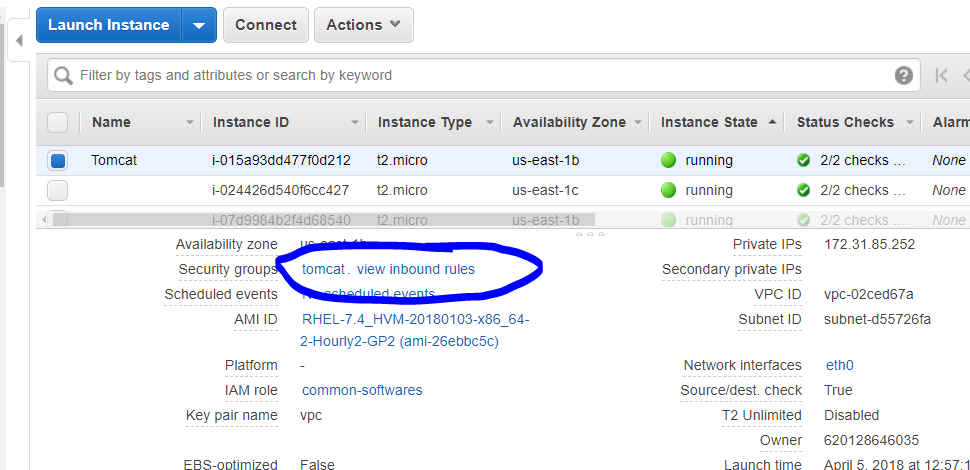 Launch Instance Connect Actions
Filter by tags and attributes or search by keyword ?
Name Instance ID Instance Type Availability Zone Instance State Status Checks Alarm
Tomcat i-015a93dd477f0d212 t2.micro us-east-1b running 2/2 checks ... None
i-024426d540f6cc427 t2.micro us-east-1c running 2/2 checks ... None
i-07d9984b2f4d68540 t2.micro us-east-1b running 2/2 checks ... None
Availability zone us-east-1b Private IPs 172.31.85.252
Security groups tomcat. view inbound rules Secondary private IPs
Scheduled events No scheduled events VPC ID vpc-02ced67a
AMI ID RHEL-7.4_HVM-20180103-x86_64- Subnet ID subnet-d55726fa
2-Hourly2-GP2 (ami-26ebbc5c)
Platform - Network interfaces eth0
IAM role common-softwares Source/dest. check True
Key pair name vpc T2 Unlimited Disabled
Owner 620128646035
EBS-optimized False Launch time April 5, 2018 at 12:57:1